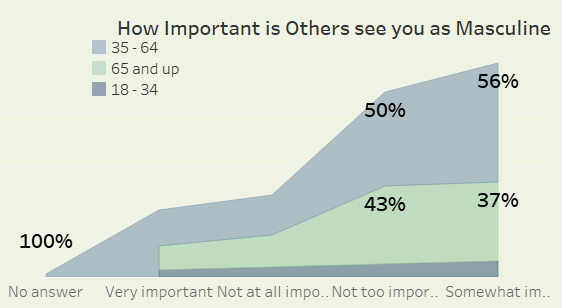 How Important is Others see you as Masculine
35 - 64
65 and up
18 - 34
56%
50%
43%
37%
100%
No answer Very important Not at all impo.. Not too impor.. Somewhat im..